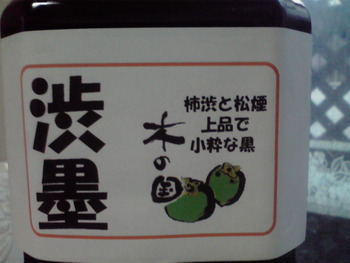 渋墨
柿渋と松煙
上品で
小粋な黒
木の国